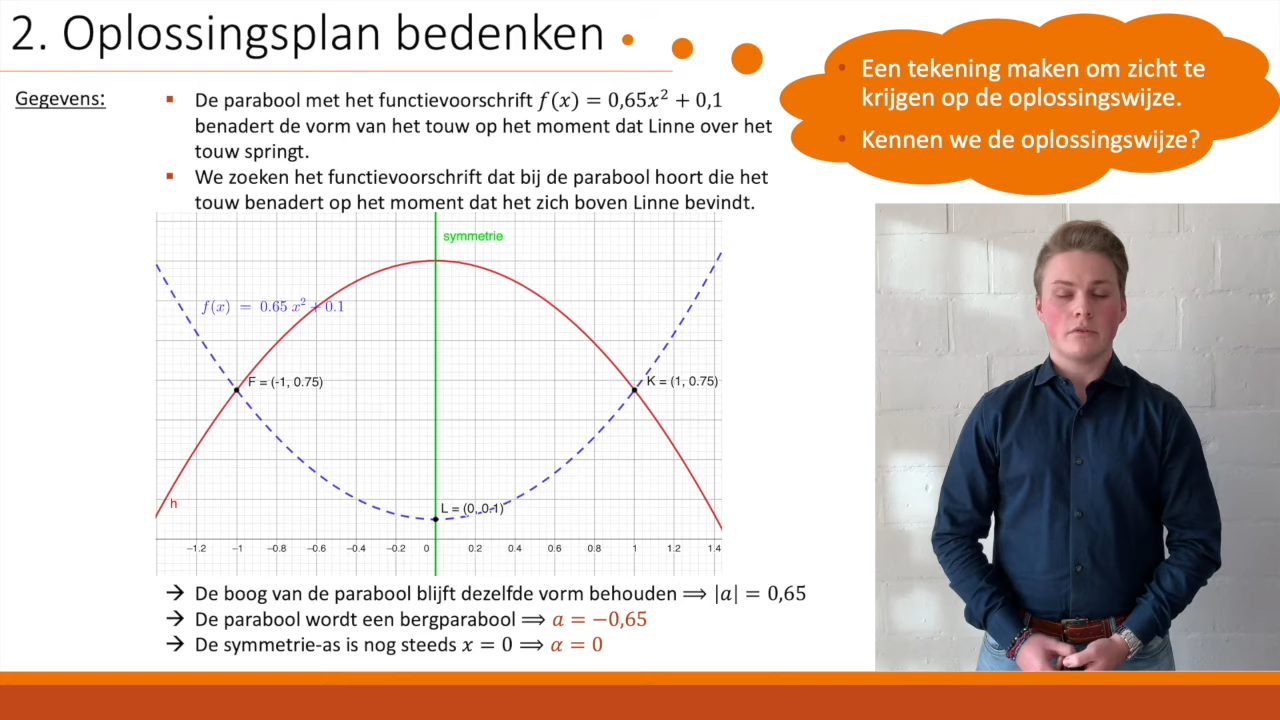 2. Oplossingsplan bedenken
Een tekening maken om zicht te
krijgen op de oplossingswijze.
Kennen we de oplossingswijze?
Gegevens:
De parabool met het functievoorschrift f(x) = 0,65x² + 0,1
benadert de vorm van het touw op het moment dat Linne over het
touw springt.
We zoeken het functievoorschrift dat bij de parabool hoort die het
touw benadert op het moment dat het zich boven Linne bevindt.
symmetrie
f(x) = 0.65 x² + 0.1
F = (-1, 0.75)
K = (1, 0.75)
h
L = (0, 0.1)
−1.2 −1 −0.8 −0.6 −0.4 −0.2 0 0.2 0.4 0.6 0.8 1 1.2 1.4
→ De boog van de parabool blijft dezelfde vorm behouden ⟹ |a| = 0,65
→ De parabool wordt een bergparabool ⟹ a = −0,65
→ De symmetrie-as is nog steeds x = 0 ⟹ α = 0